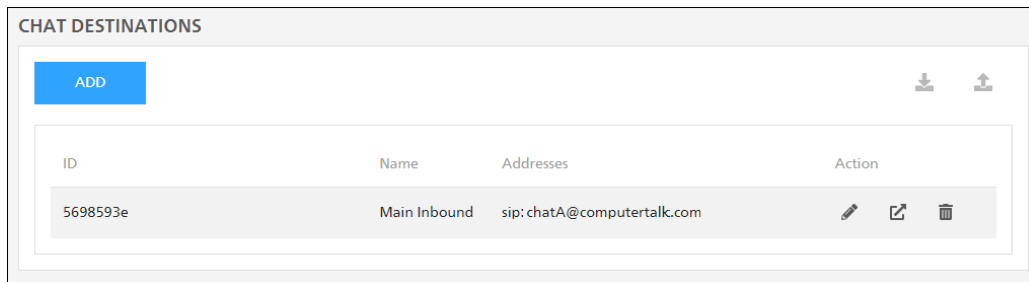 CHAT DESTINATIONS
ADD
ID Name Addresses Action
5698593e Main Inbound sip:chatA@computertalk.com